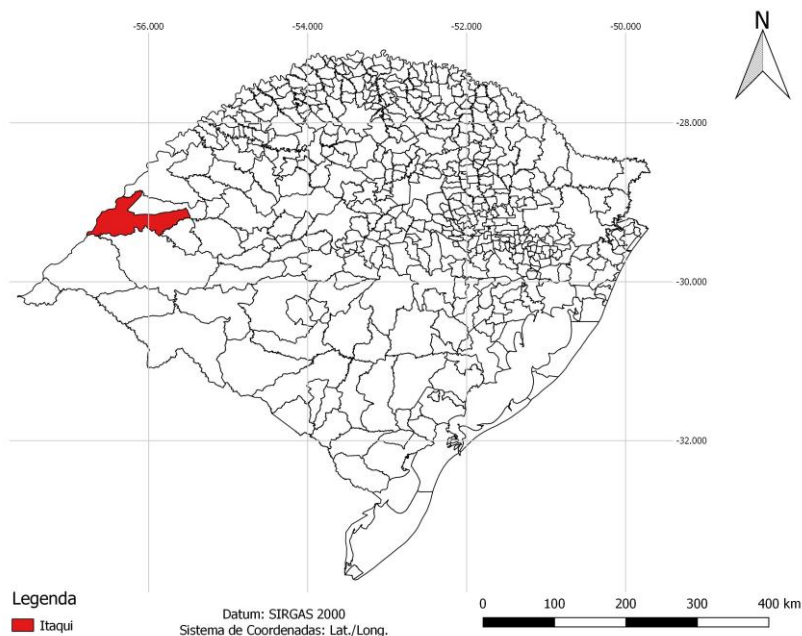 -56.000 -54.000 -52.000 -50.000
N
-28.000
-30.000
-32.000
Legenda
Itaqui
Datum: SIRGAS 2000
Sistema de Coordenadas: Lat./Long.
0 100 200 300 400 km